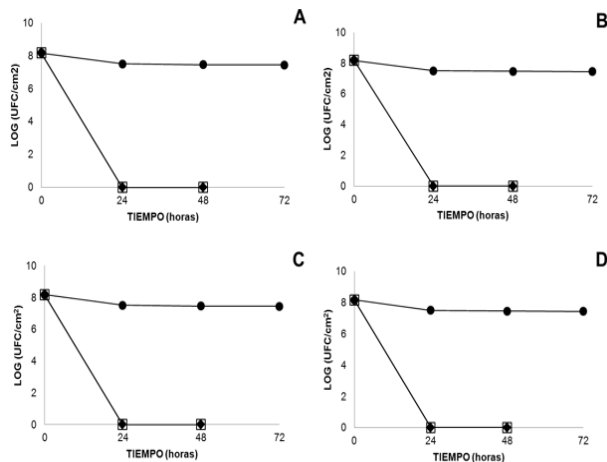 A
10
8
6
4
2
0
LOG (UFC/cm2)
0 24 48 72
TIEMPO (horas)
B
10
8
6
4
2
0
LOG (UFC/cm2)
0 24 48 72
TIEMPO (horas)
C
10
8
6
4
2
0
LOG (UFC/cm²)
0 24 48 72
TIEMPO (horas)
D
10
8
6
4
2
0
LOG (UFC/cm²)
0 24 48 72
TIEMPO (horas)